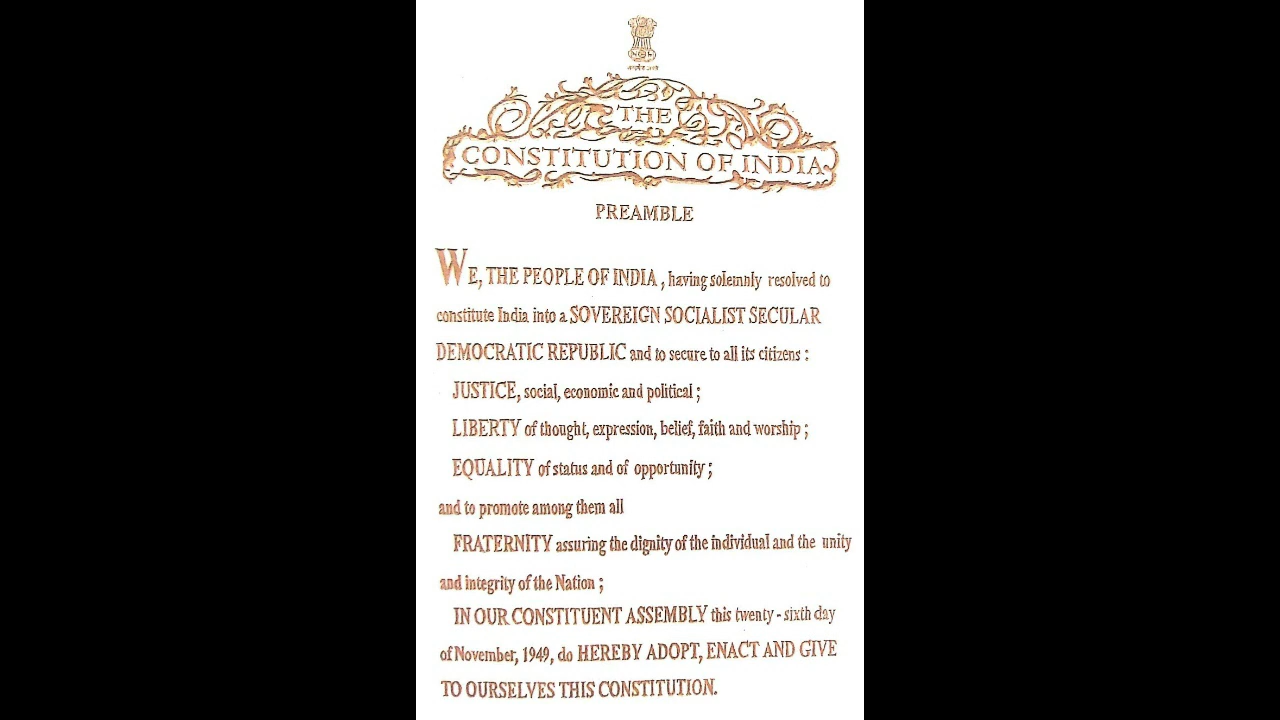 THE
CONSTITUTION OF INDIA
PREAMBLE
WE, THE PEOPLE OF INDIA , having solemnly resolved to
constitute India into a SOVEREIGN SOCIALIST SECULAR
DEMOCRATIC REPUBLIC and to secure to all its citizens :
JUSTICE, social, economic and political ;
LIBERTY of thought, expression, belief, faith and worship ;
EQUALITY of status and of opportunity ;
and to promote among them all
FRATERNITY assuring the dignity of the individual and the unity
and integrity of the Nation ;
IN OUR CONSTITUENT ASSEMBLY this twenty - sixth day
of November, 1949, do HEREBY ADOPT, ENACT AND GIVE
TO OURSELVES THIS CONSTITUTION.